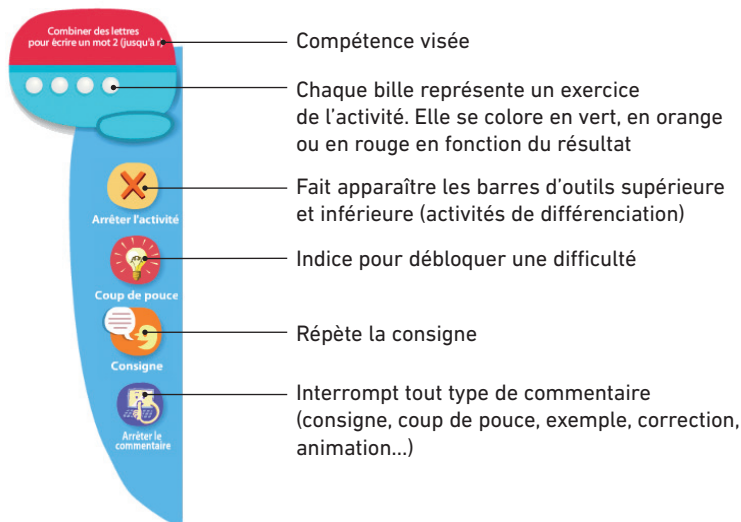 Combiner des lettres
pour écrire un mot 2 (jusqu'à r)
Compétence visée
Chaque bille représente un exercice
de l'activité. Elle se colore en vert, en orange
ou en rouge en fonction du résultat
Arrêter l'activité
Fait apparaître les barres d'outils supérieure
et inférieure (activités de différenciation)
Coup de pouce
Indice pour débloquer une difficulté
Consigne
Répète la consigne
Arrêter le
commentaire
Interrompt tout type de commentaire
(consigne, coup de pouce, exemple, correction,
animation...)